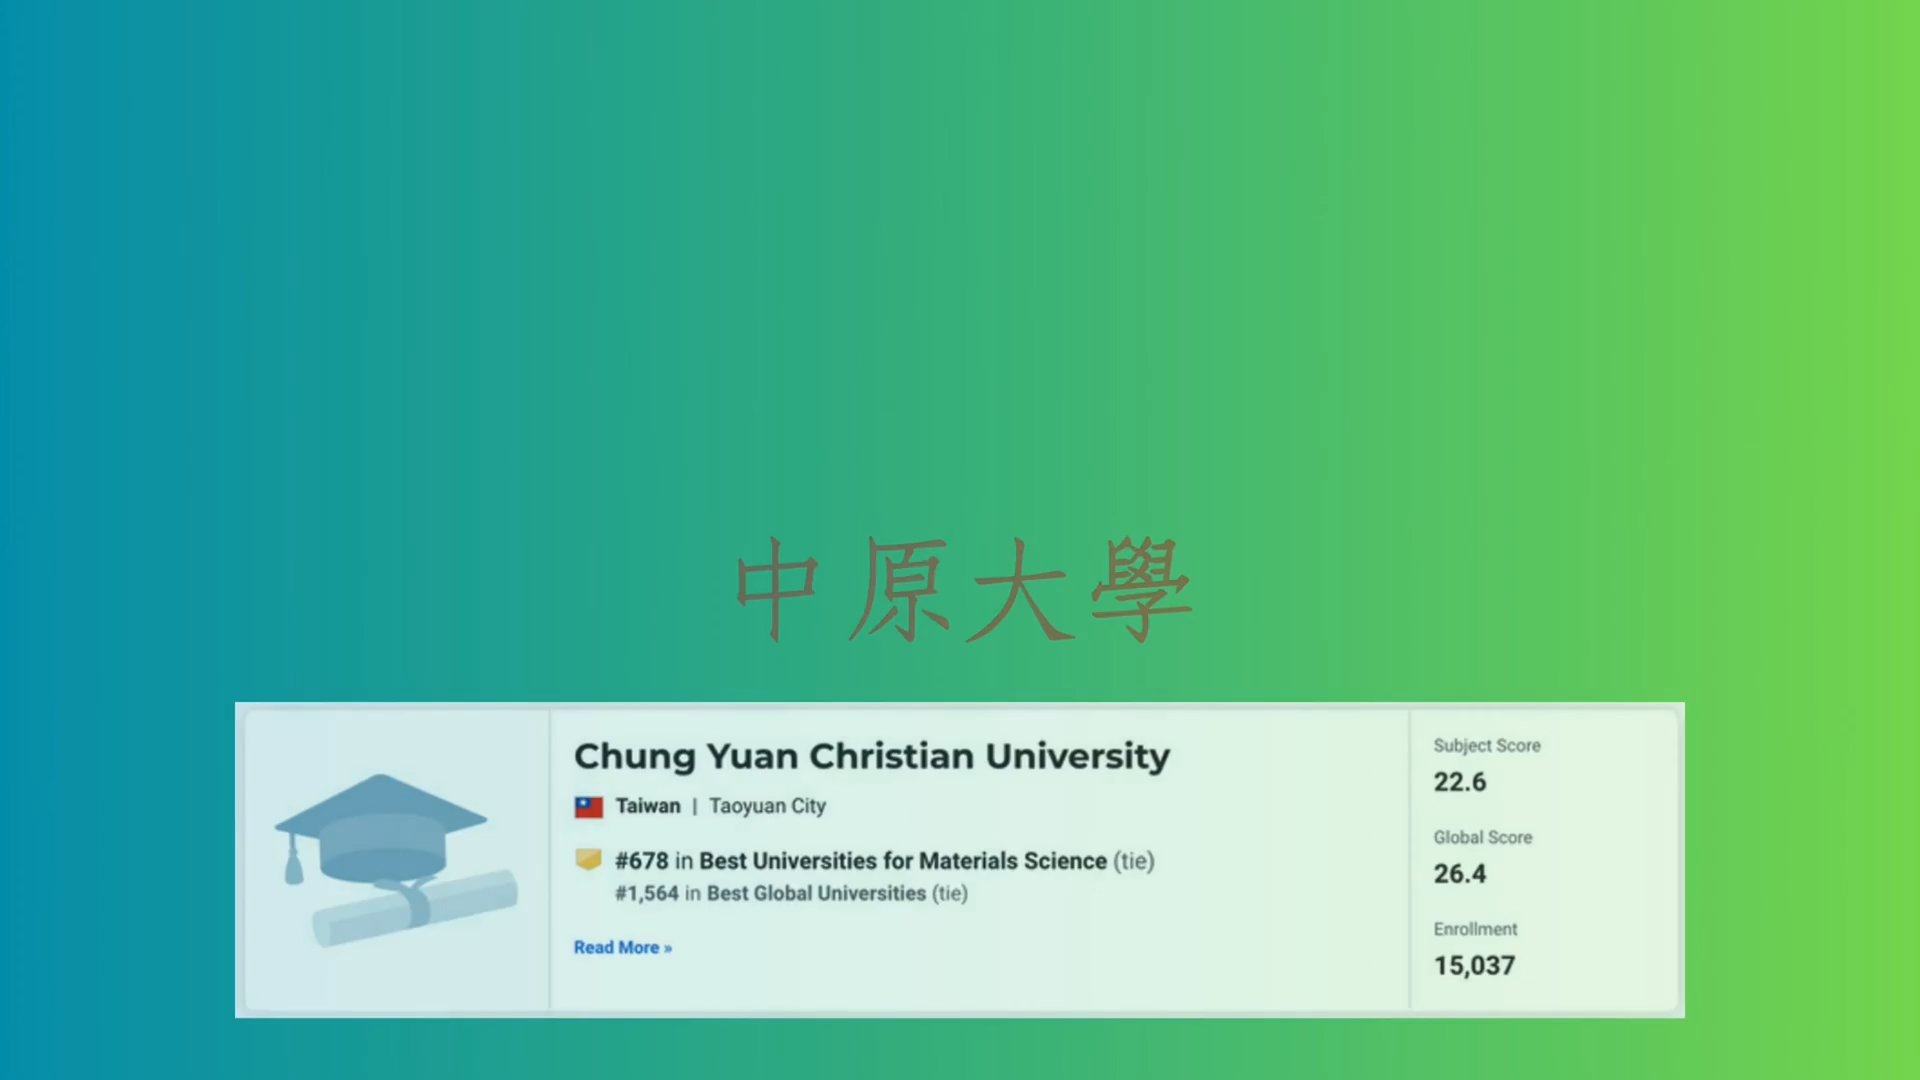 中原大學
Chung Yuan Christian University
Taiwan | Taoyuan City
#678 in Best Universities for Materials Science (tie)
#1,564 in Best Global Universities (tie)
Read More »
Subject Score
22.6
Global Score
26.4
Enrollment
15,037